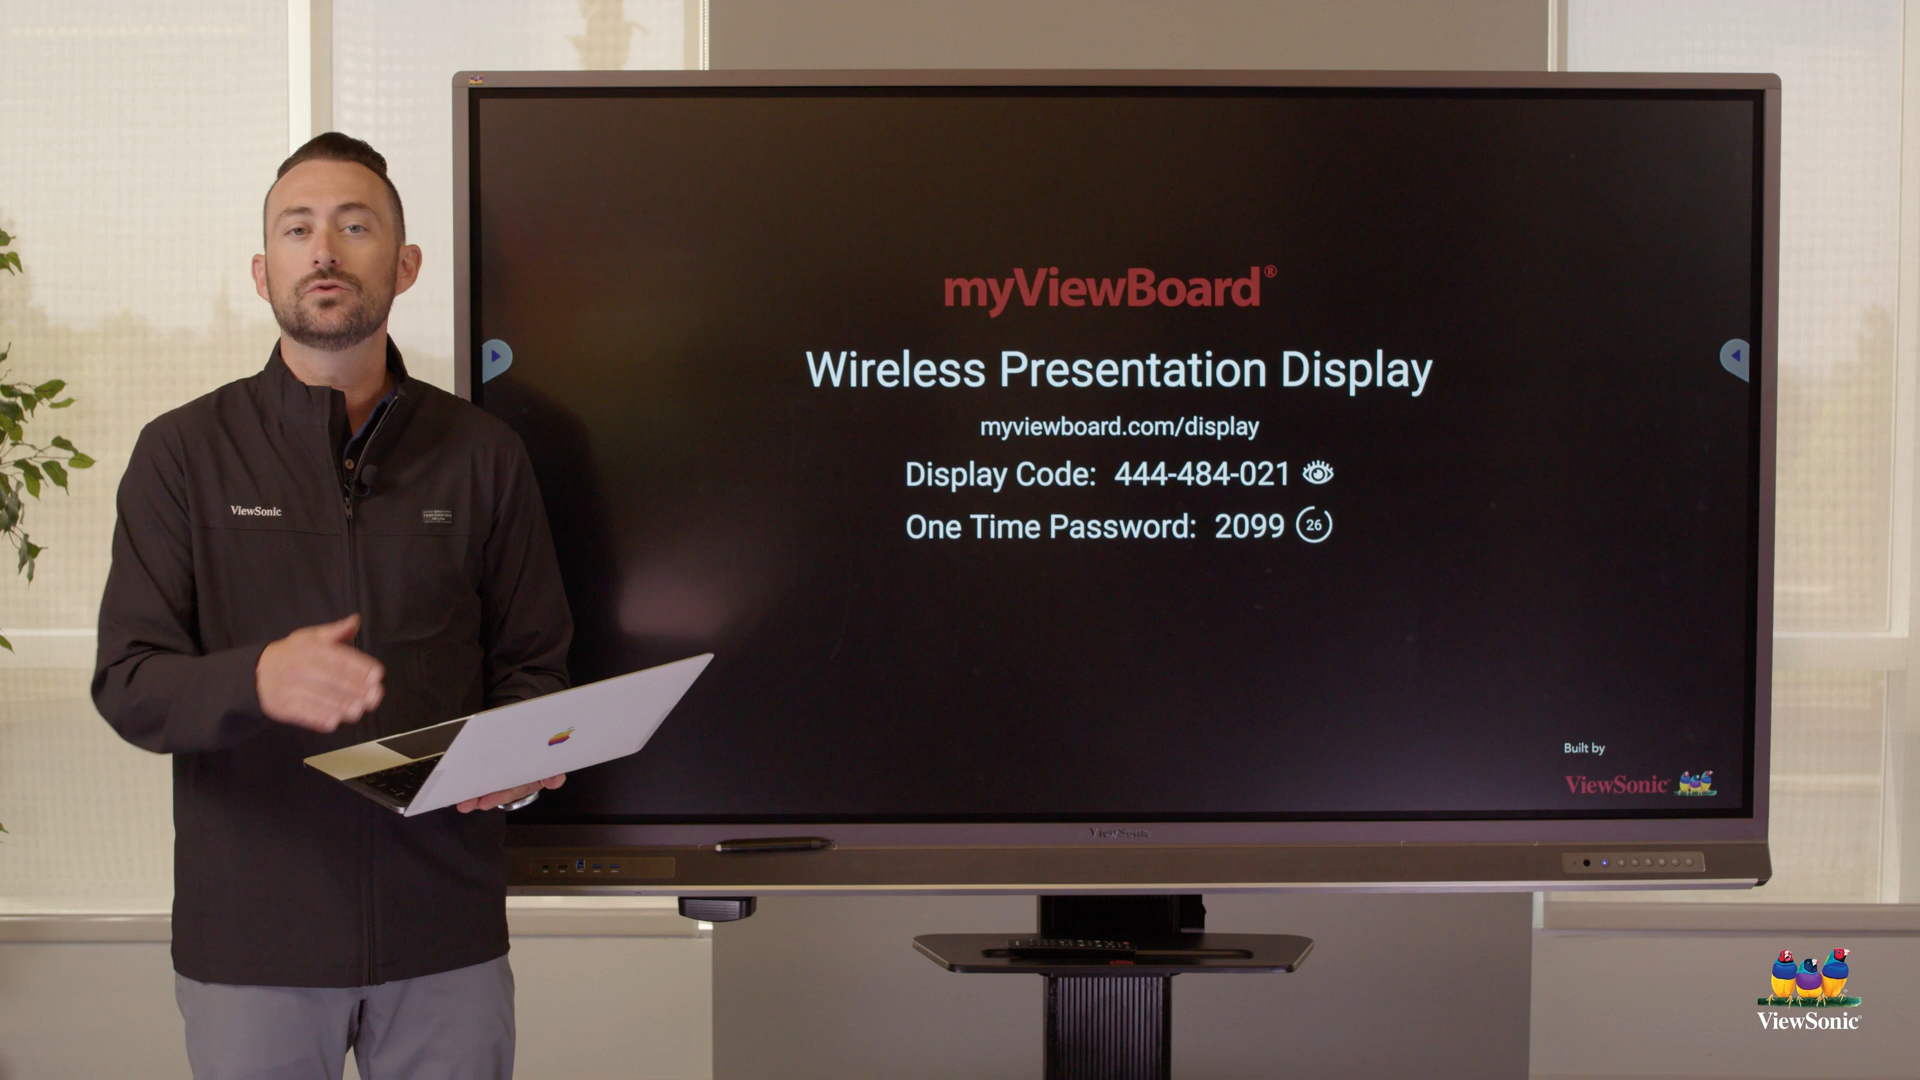 myViewBoard®
Wireless Presentation Display
myviewboard.com/display
Display Code: 444-484-021
One Time Password: 2099 26
Built by
ViewSonic
ViewSonic
ViewSonic
ViewSonic